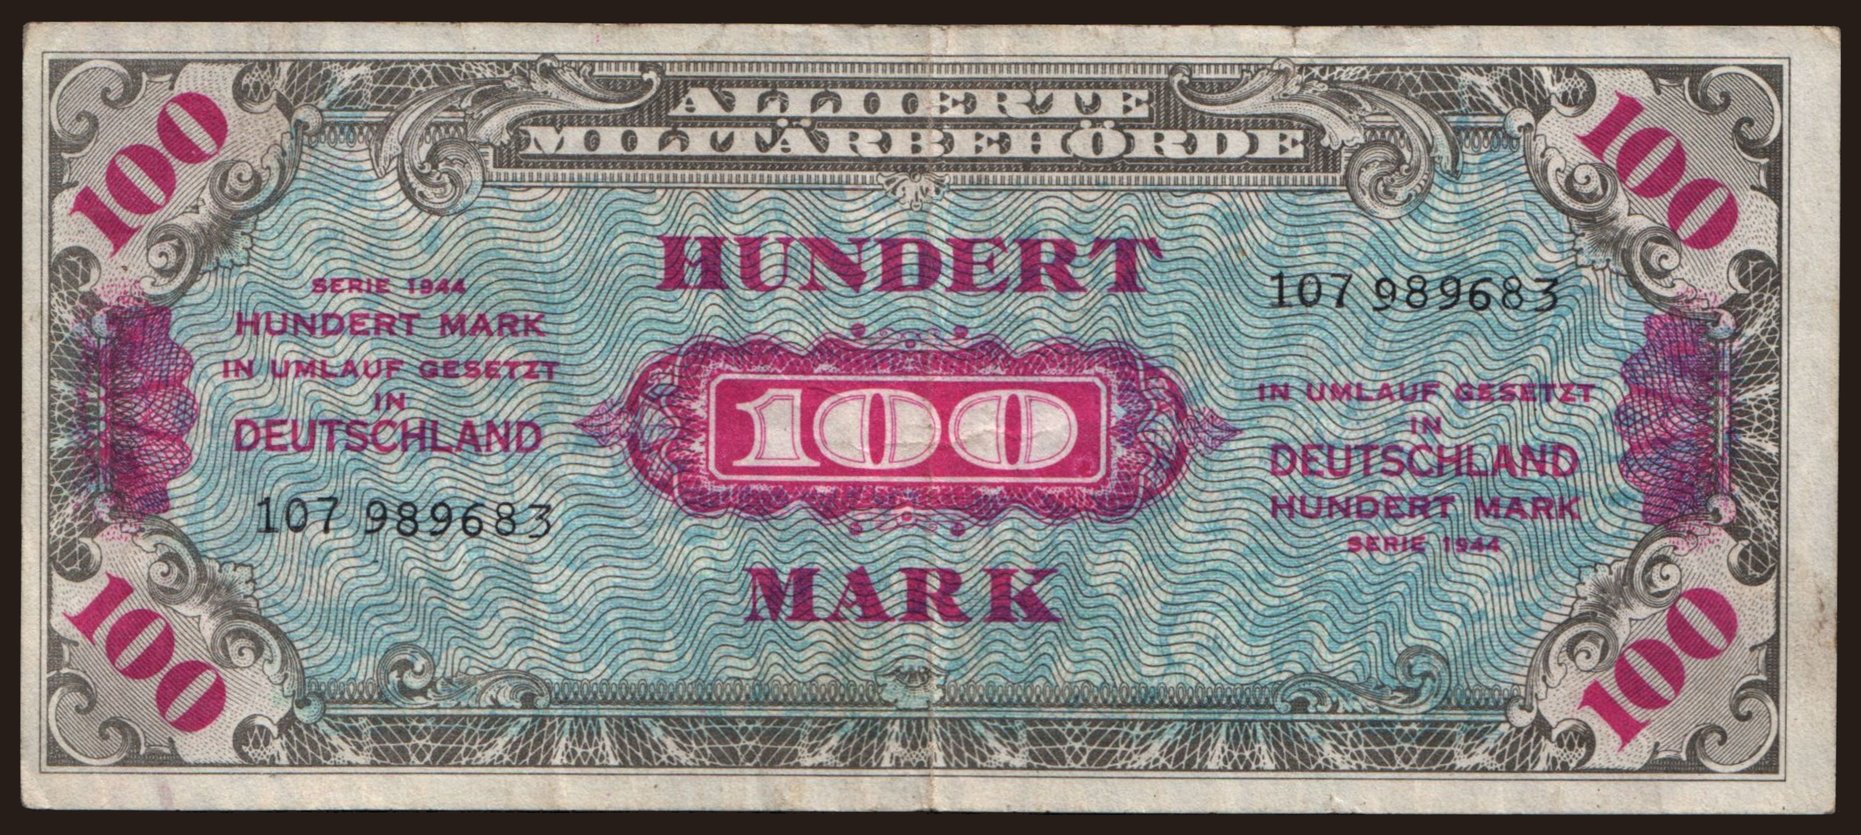 ALLIIERTE
MILITÄRBEHÖRDE
100
100
HUNDERT
SERIE 1944
HUNDERT MARK
IN UMLAUF GESETZT
IN
DEUTSCHLAND
107 989683
107 989683
100
IN UMLAUF GESETZT
IN
DEUTSCHLAND
HUNDERT MARK
SERIE 1944
MARK
100
100